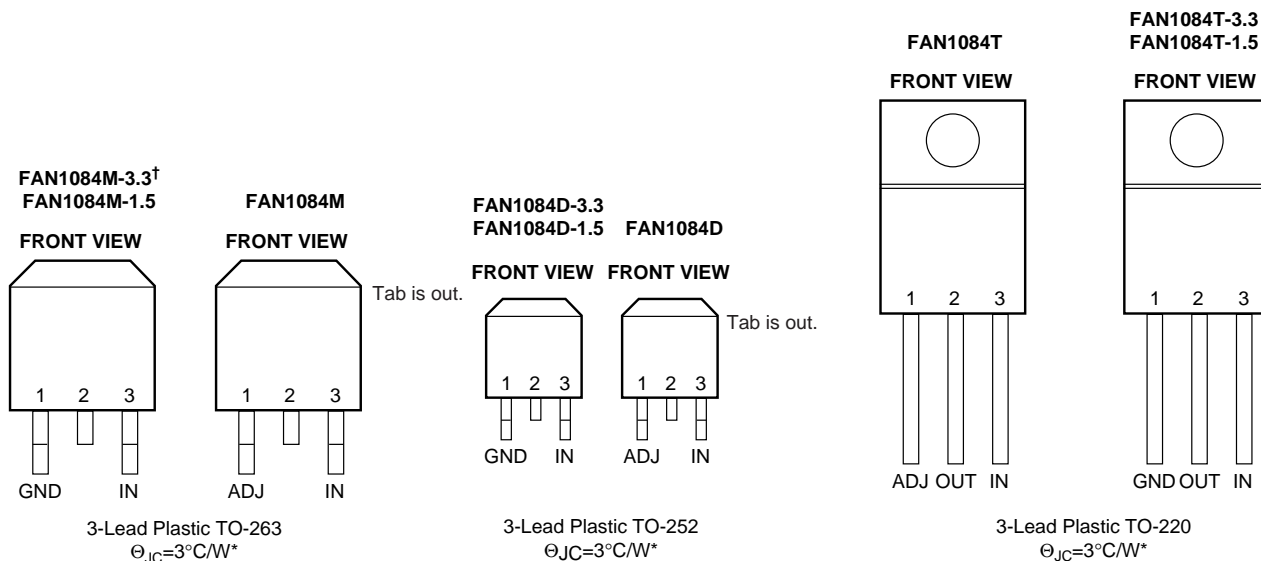 FAN1084M-3.3†
FAN1084M-1.5
FRONT VIEW
1 2 3
GND IN
FAN1084M
FRONT VIEW
Tab is out.
1 2 3
ADJ IN
3-Lead Plastic TO-263
ΘJC=3°C/W*
FAN1084D-3.3
FAN1084D-1.5
FRONT VIEW
1 2 3
GND IN
FAN1084D
FRONT VIEW
Tab is out.
1 2 3
ADJ IN
3-Lead Plastic TO-252
ΘJC=3°C/W*
FAN1084T
FRONT VIEW
1 2 3
ADJ OUT IN
FAN1084T-3.3
FAN1084T-1.5
FRONT VIEW
1 2 3
GND OUT IN
3-Lead Plastic TO-220
ΘJC=3°C/W*